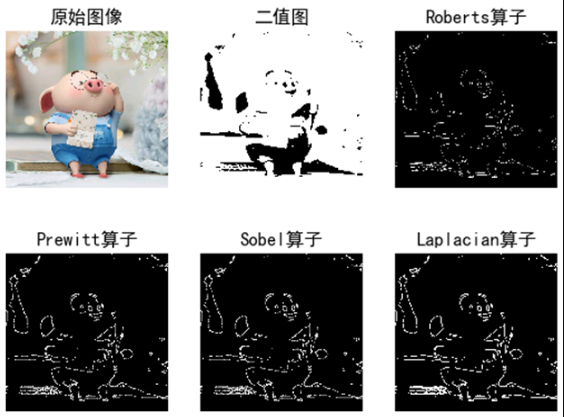 原始图像
二值图
Roberts算子
Prewitt算子
Sobel算子
Laplacian算子